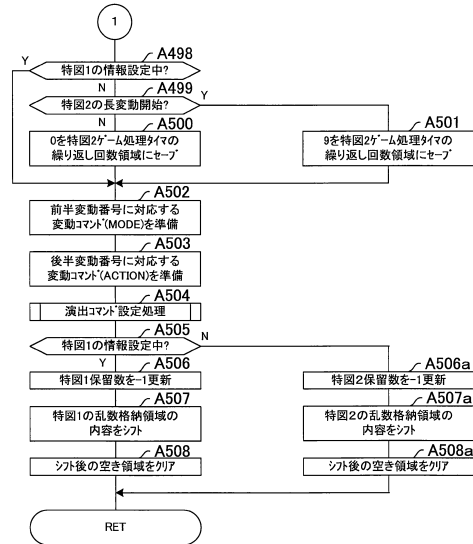 1
A498
Y
特図1の情報設定中?
N
A499
特図2の長変動開始?
Y
N
A500
0を特図2ゲーム処理タイマの
繰り返し回数領域にセーブ
A501
9を特図2ゲーム処理タイマの
繰り返し回数領域にセーブ
A502
前半変動番号に対応する
変動コマンド(MODE)を準備
A503
後半変動番号に対応する
変動コマンド(ACTION)を準備
A504
演出コマンド設定処理
A505
特図1の情報設定中?
N
Y
A506
特図1保留数を-1更新
A507
特図1の乱数格納領域の
内容をシフト
A508
シフト後の空き領域をクリア
A506a
特図2保留数を-1更新
A507a
特図2の乱数格納領域の
内容をシフト
A508a
シフト後の空き領域をクリア
RET